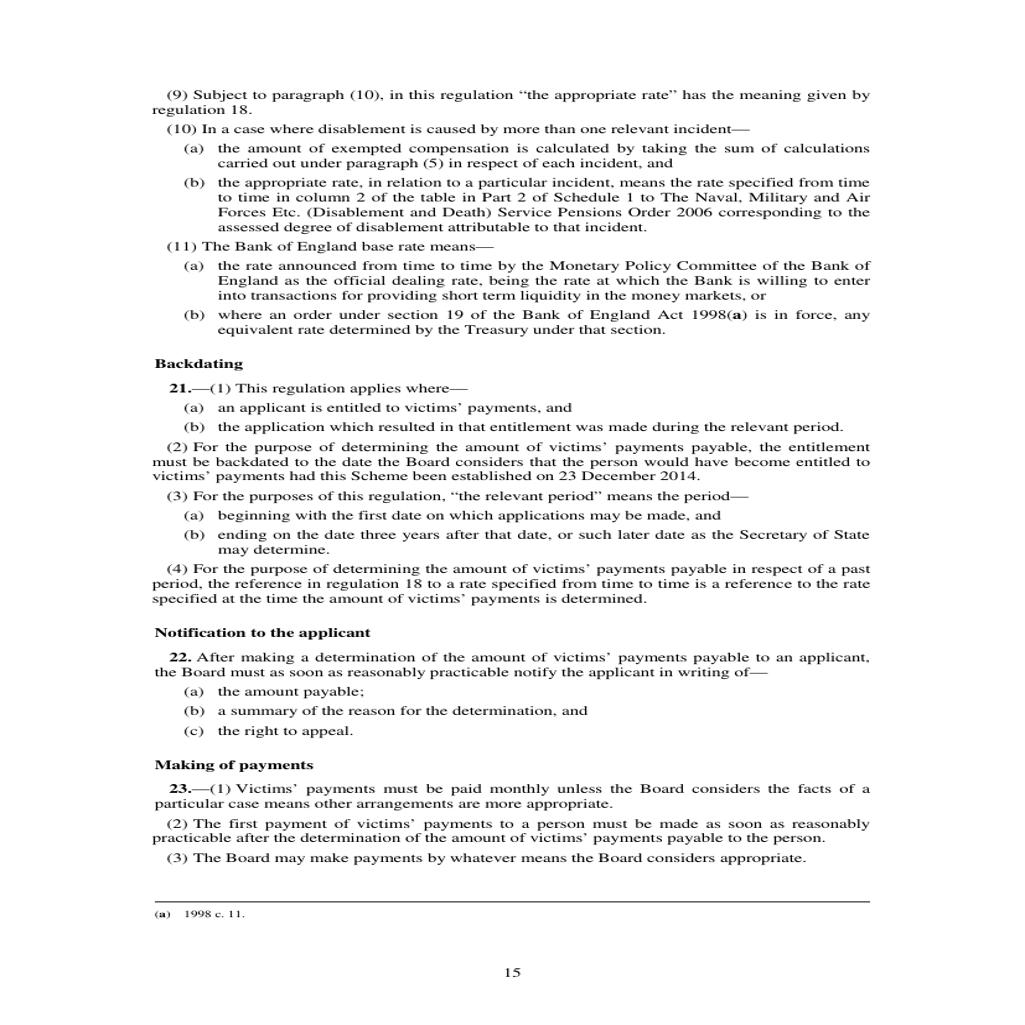 (9) Subject to paragraph (10), in this regulation “the appropriate rate” has the meaning given by
regulation 18.
(10) In a case where disablement is caused by more than one relevant incident—
(a) the amount of exempted compensation is calculated by taking the sum of calculations
carried out under paragraph (5) in respect of each incident, and
(b) the appropriate rate, in relation to a particular incident, means the rate specified from time
to time in column 2 of the table in Part 2 of Schedule 1 to The Naval, Military and Air
Forces Etc. (Disablement and Death) Service Pensions Order 2006 corresponding to the
assessed degree of disablement attributable to that incident.
(11) The Bank of England base rate means—
(a) the rate announced from time to time by the Monetary Policy Committee of the Bank of
England as the official dealing rate, being the rate at which the Bank is willing to enter
into transactions for providing short term liquidity in the money markets, or
(b) where an order under section 19 of the Bank of England Act 1998(a) is in force, any
equivalent rate determined by the Treasury under that section.
Backdating
21.—(1) This regulation applies where—
(a) an applicant is entitled to victims’ payments, and
(b) the application which resulted in that entitlement was made during the relevant period.
(2) For the purpose of determining the amount of victims’ payments payable, the entitlement
must be backdated to the date the Board considers that the person would have become entitled to
victims’ payments had this Scheme been established on 23 December 2014.
(3) For the purposes of this regulation, “the relevant period” means the period—
(a) beginning with the first date on which applications may be made, and
(b) ending on the date three years after that date, or such later date as the Secretary of State
may determine.
(4) For the purpose of determining the amount of victims’ payments payable in respect of a past
period, the reference in regulation 18 to a rate specified from time to time is a reference to the rate
specified at the time the amount of victims’ payments is determined.
Notification to the applicant
22. After making a determination of the amount of victims’ payments payable to an applicant,
the Board must as soon as reasonably practicable notify the applicant in writing of—
(a) the amount payable;
(b) a summary of the reason for the determination, and
(c) the right to appeal.
Making of payments
23.—(1) Victims’ payments must be paid monthly unless the Board considers the facts of a
particular case means other arrangements are more appropriate.
(2) The first payment of victims’ payments to a person must be made as soon as reasonably
practicable after the determination of the amount of victims’ payments payable to the person.
(3) The Board may make payments by whatever means the Board considers appropriate.
(a) 1998 c. 11.
15